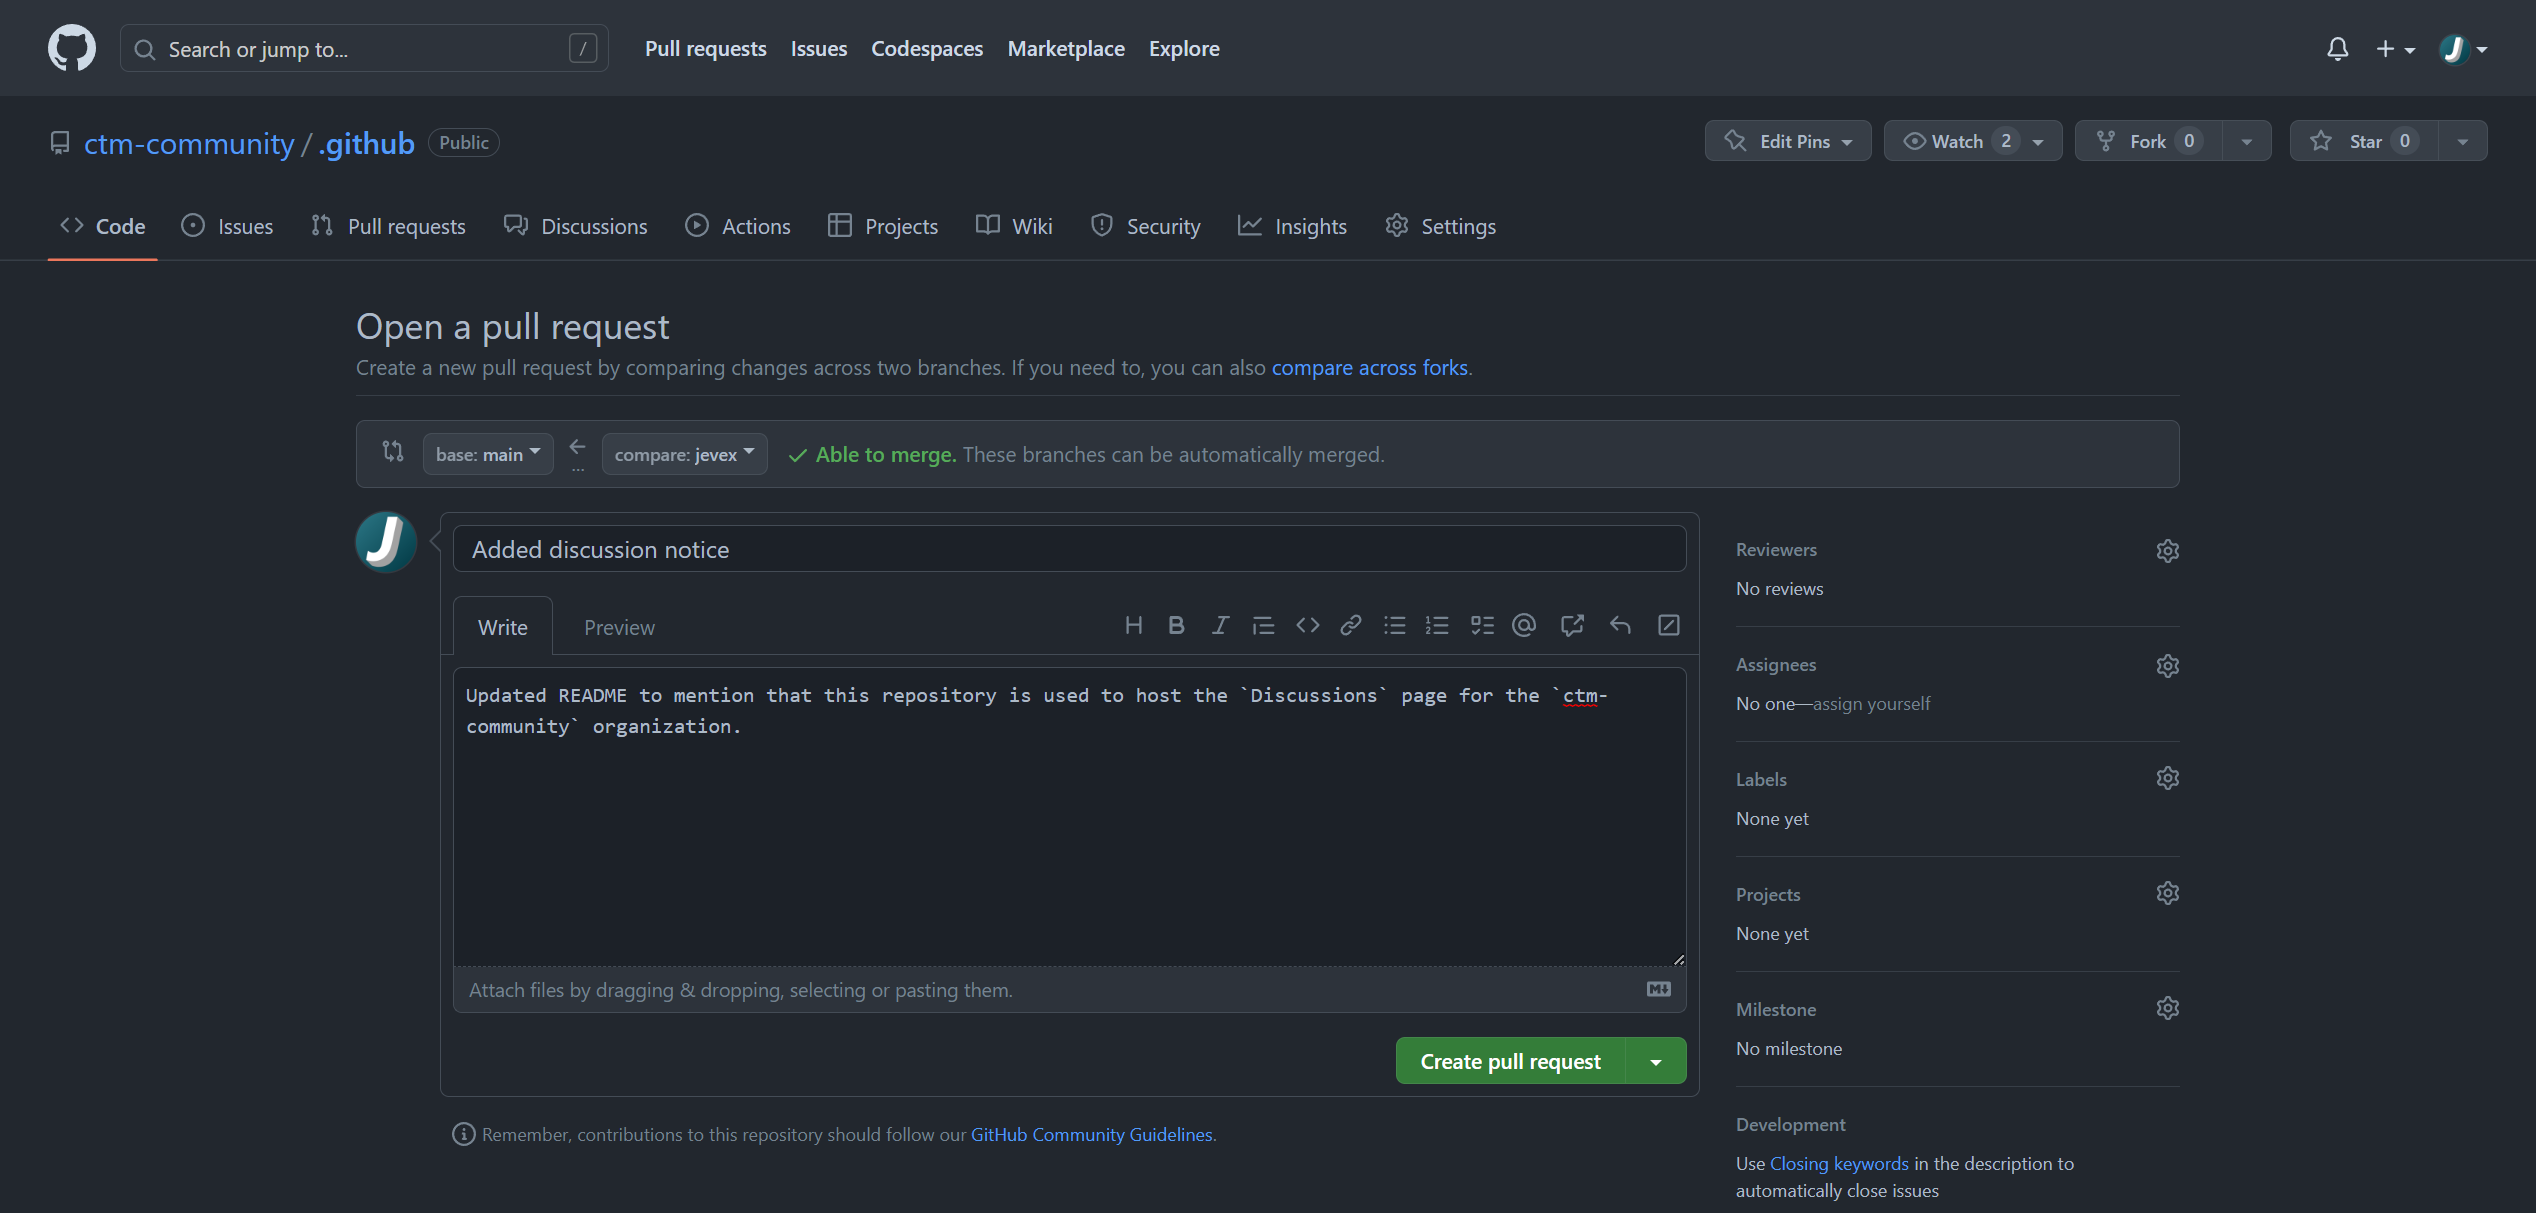 Search or jump to... /
Pull requests Issues Codespaces Marketplace Explore
ctm-community / .github Public
Edit Pins Watch 2 Fork 0 Star 0
Code Issues Pull requests Discussions Actions Projects Wiki Security Insights Settings
Open a pull request
Create a new pull request by comparing changes across two branches. If you need to, you can also compare across forks.
base: main ... compare: jevex Able to merge. These branches can be automatically merged.
J
Added discussion notice
Write Preview
Updated README to mention that this repository is used to host the `Discussions` page for the `ctm-
community` organization.
Attach files by dragging & dropping, selecting or pasting them.
Create pull request
Remember, contributions to this repository should follow our GitHub Community Guidelines.
Reviewers
No reviews
Assignees
No one—assign yourself
Labels
None yet
Projects
None yet
Milestone
No milestone
Development
Use Closing keywords in the description to
automatically close issues